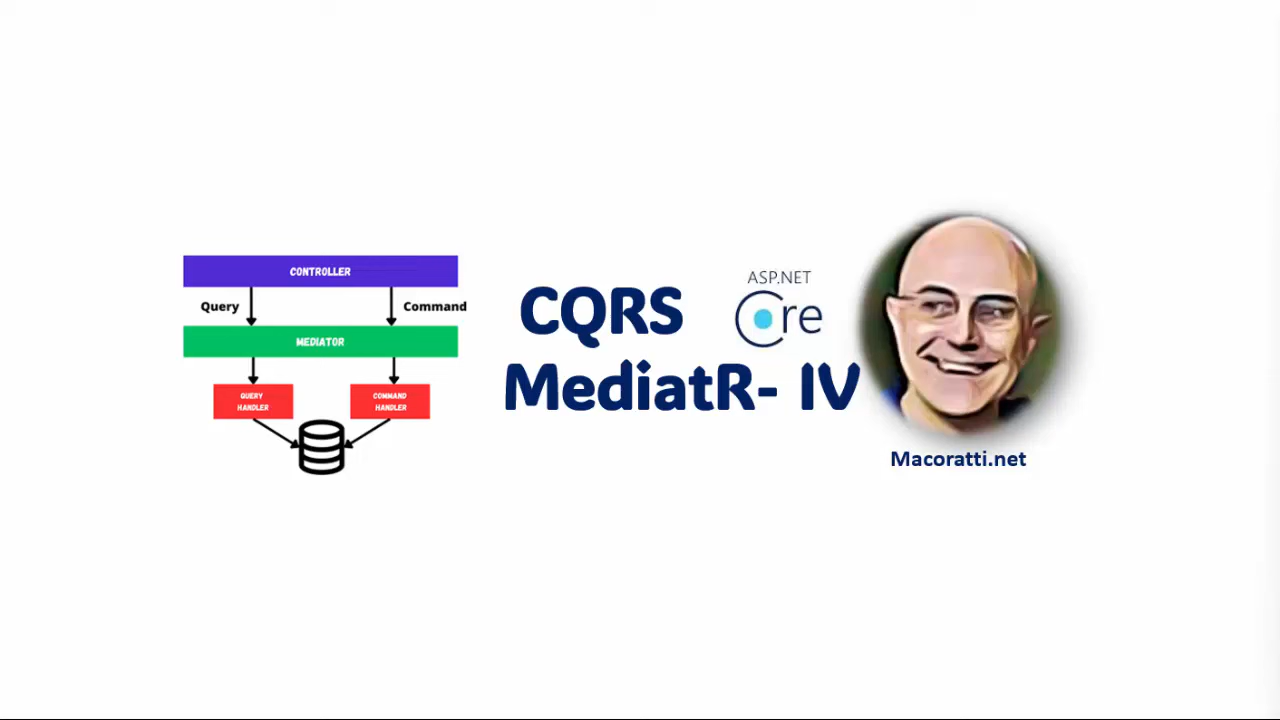 CONTROLLER
Query
Command
MEDIATOR
QUERY
HANDLER
COMMAND
HANDLER
CQRS
MediatR- IV
ASP.NET
Core
Macoratti.net